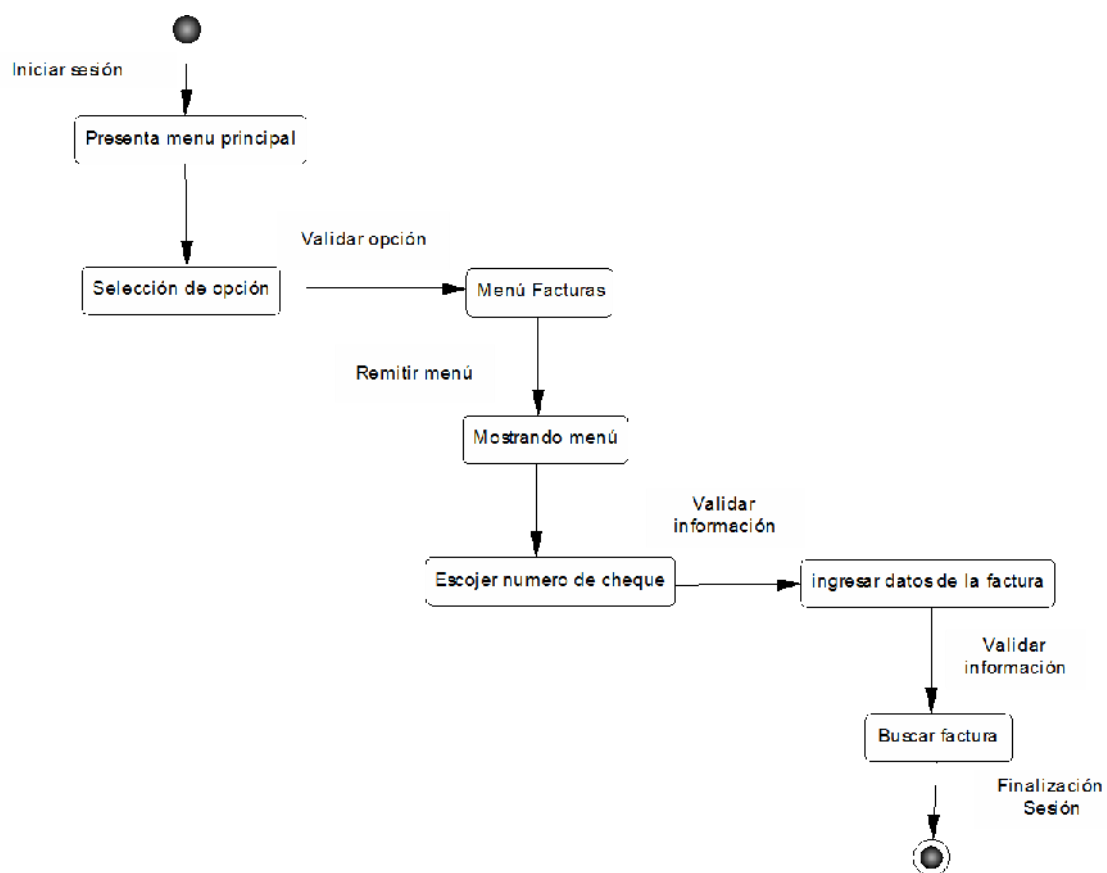 Iniciar sesión
Presenta menu principal
Validar opción
Selección de opción
Menú Facturas
Remitir menú
Mostrando menú
Validar
información
Escojer numero de cheque
ingresar datos de la factura
Validar
información
Buscar factura
Finalización
Sesión